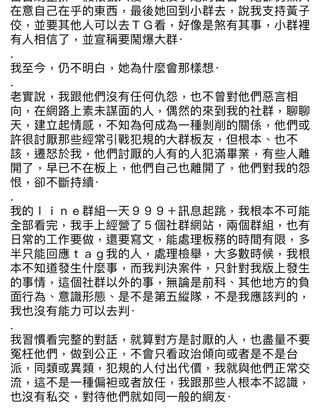 在意自己在乎的東西，最後她回到小群去，說我支持黃子
佼，並要其他人可以去ＴＧ看，好像是煞有其事，小群裡
有人相信了，並宣稱要鬧爆大群．
.
我至今，仍不明白，她為什麼會那樣想．
.
老實說，我跟他們沒有任何仇怨，也不曾對他們惡言相
向，在網路上素未謀面的人，偶然的來到我的社群，聊聊
天，建立起情感，不知為何成為一種剝削的關係，他們或
許很討厭那些經常引戰犯規的大群板友，但根本、也不
該，遷怒於我，他們討厭的人有的人犯滿畢業，有些人離
開了，早已不在板上，他們自己也離開了，他們對我的怨
恨，卻不斷持續．
.
我的ｌｉｎｅ群組一天９９９＋訊息起跳，我根本不可能
全部看完，我手上經營了５個社群網站，兩個群組，也有
日常的工作要做，還要寫文，能處理板務的時間有限，多
半只能回應ｔａｇ我的人，處理檢舉，大多數時候，我根
本不知道發生什麼事，而我判決案件，只針對我版上發生
的事情，這個社群以外的事，無論是前科、其他地方的負
面行為、意識形態、是不是第五縱隊，不是我應該判的，
我也沒有能力可以去判．
.
我習慣看完整的對話，就算對方是討厭的人，也盡量不要
冤枉他們，做到公正，不會只看政治傾向或者是不是台
派，同類或異類，犯規的人付出代價，我就與他們正常交
流，這不是一種偏袒或者放任，我跟那些人根本不認識，
也沒有私交，對待他們就如同一般的網友．